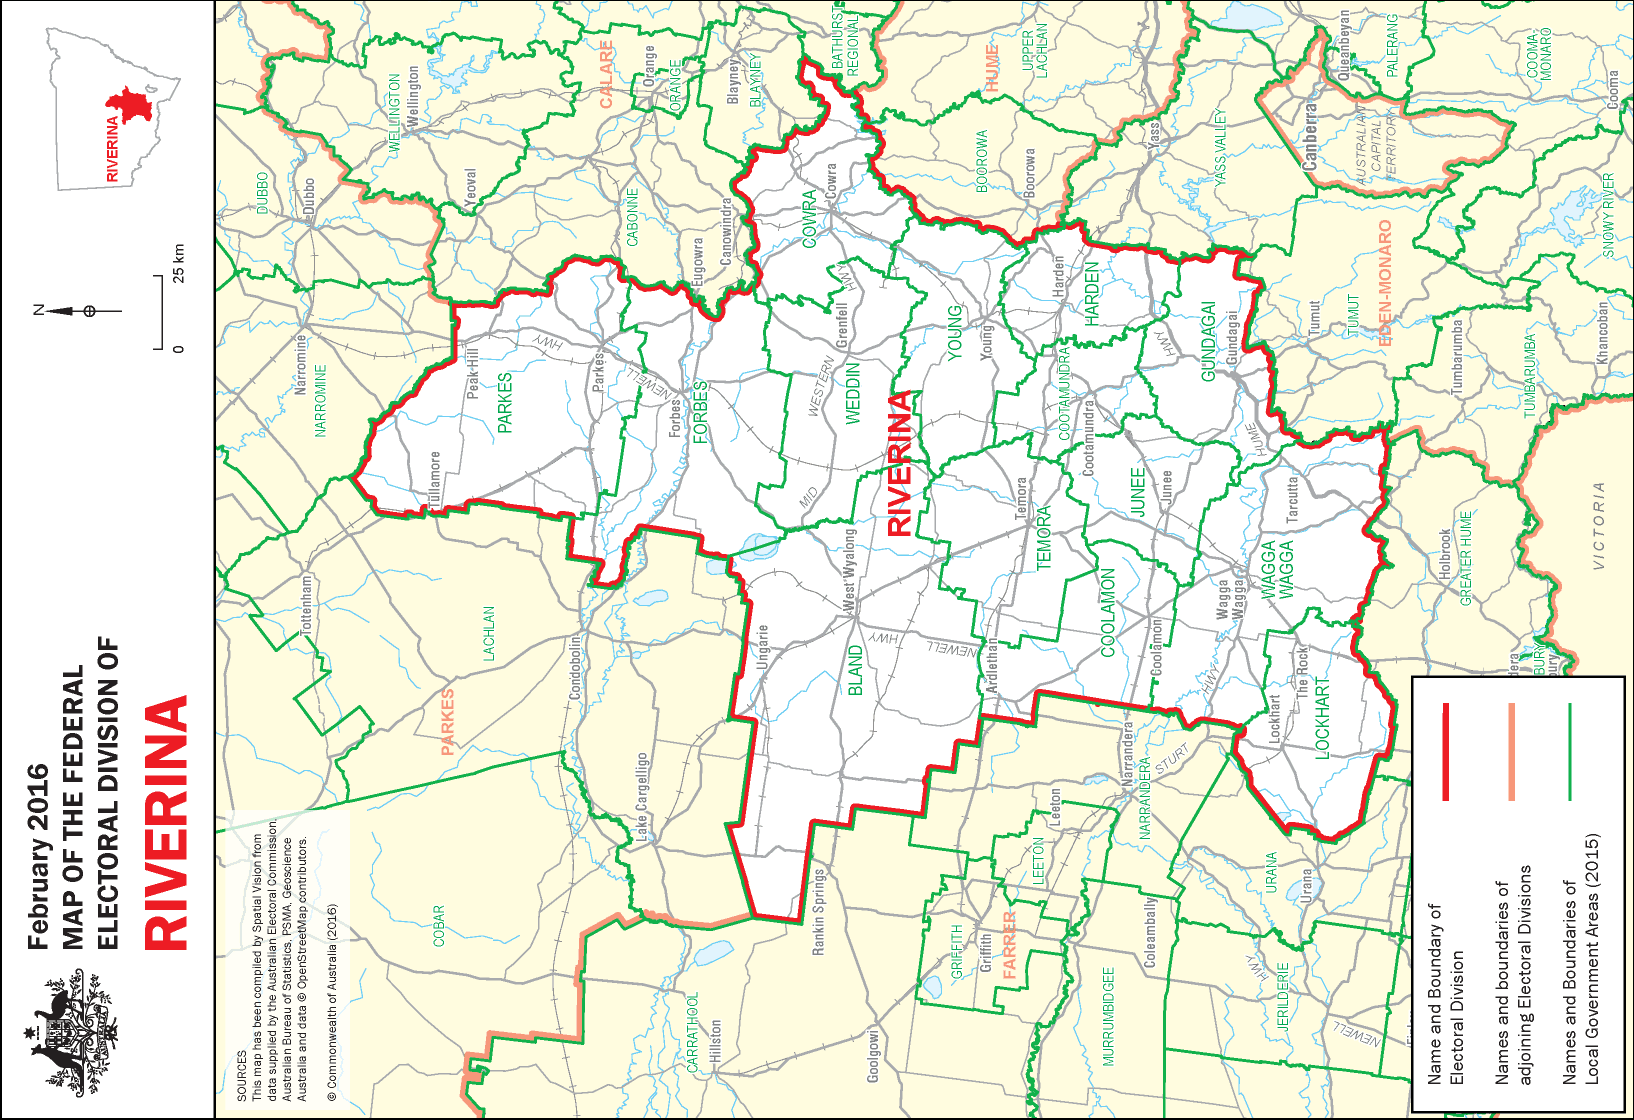 February 2016
MAP OF THE FEDERAL
ELECTORAL DIVISION OF
RIVERINA
N
0
25 km
RIVERINA
SOURCES
This map has been compiled by Spatial Vision from
data supplied by the Australian Electoral Commission,
Australian Bureau of Statistics, PSMA, Geoscience
Australia and data © OpenStreetMap contributors.
© Commonwealth of Australia (2016)
DUBBO
Dubbo
WELLINGTON
Wellington
Yeoval
CALARE
Orange
ORANGE
CABONNE
Blayney
BLAYNEY
BATHURST
REGIONAL
Eugowra
Canowindra
Narromine
NARROMINE
Peak Hill
PARKES
Parkes
HWY
NEWELL
Tullamore
Forbes
FORBES
Tottenham
LACHLAN
Condobolin
PARKES
Lake Cargelligo
COBAR
CARRATHOOL
Hillston
Goolgowi
Rankin Springs
COWRA
Cowra
HUME
UPPER
LACHLAN
BOOROWA
Boorowa
Grenfell
HWY
WESTERN
MID
WEDDIN
RIVERINA
YOUNG
Young
Harden
HARDEN
Yass
YASS VALLEY
COOTAMUNDRA
Cootamundra
HWY
GUNDAGAI
Gundagai
HUME
Temora
TEMORA
JUNEE
Junee
West Wyalong
Ungarie
BLAND
HWY
NEWELL
Ardlethan
COOLAMON
Coolamon
Wagga
Wagga
WAGGA
WAGGA
Tarcutta
The Rock
Lockhart
LOCKHART
HWY
STURT
Narrandera
NARRANDERA
Leeton
LEETON
GRIFFITH
Griffith
FARRER
Coleambally
MURRUMBIDGEE
URANA
Urana
HWY
JERILDERIE
NEWELL
Canberra
AUSTRALIAN
CAPITAL
TERRITORY
Queanbeyan
PALERANG
COOMA-
MONARO
Cooma
SNOWY RIVER
EDEN-MONARO
Tumut
TUMUT
Tumbarumba
TUMBARUMBA
Khancoban
Holbrook
GREATER HUME
VICTORIA
Name and Boundary of
Electoral Division
Names and boundaries of
adjoining Electoral Divisions
Names and Boundaries of
Local Government Areas (2015)